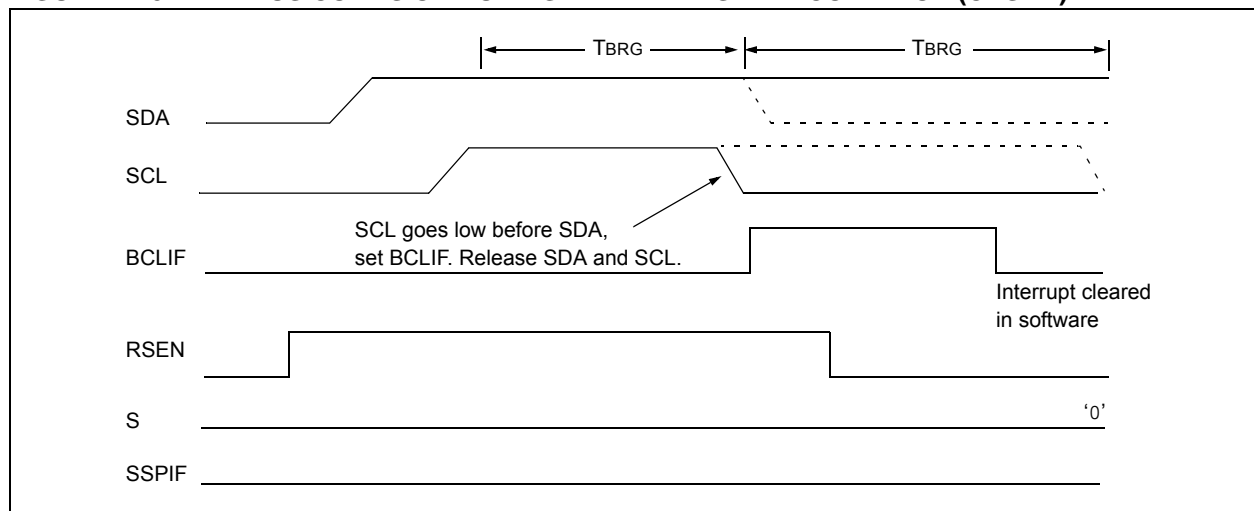 TBRG TBRG
SDA
SCL
SCL goes low before SDA,
set BCLIF. Release SDA and SCL.
BCLIF
Interrupt cleared
in software
RSEN
S
‘0’
SSPIF